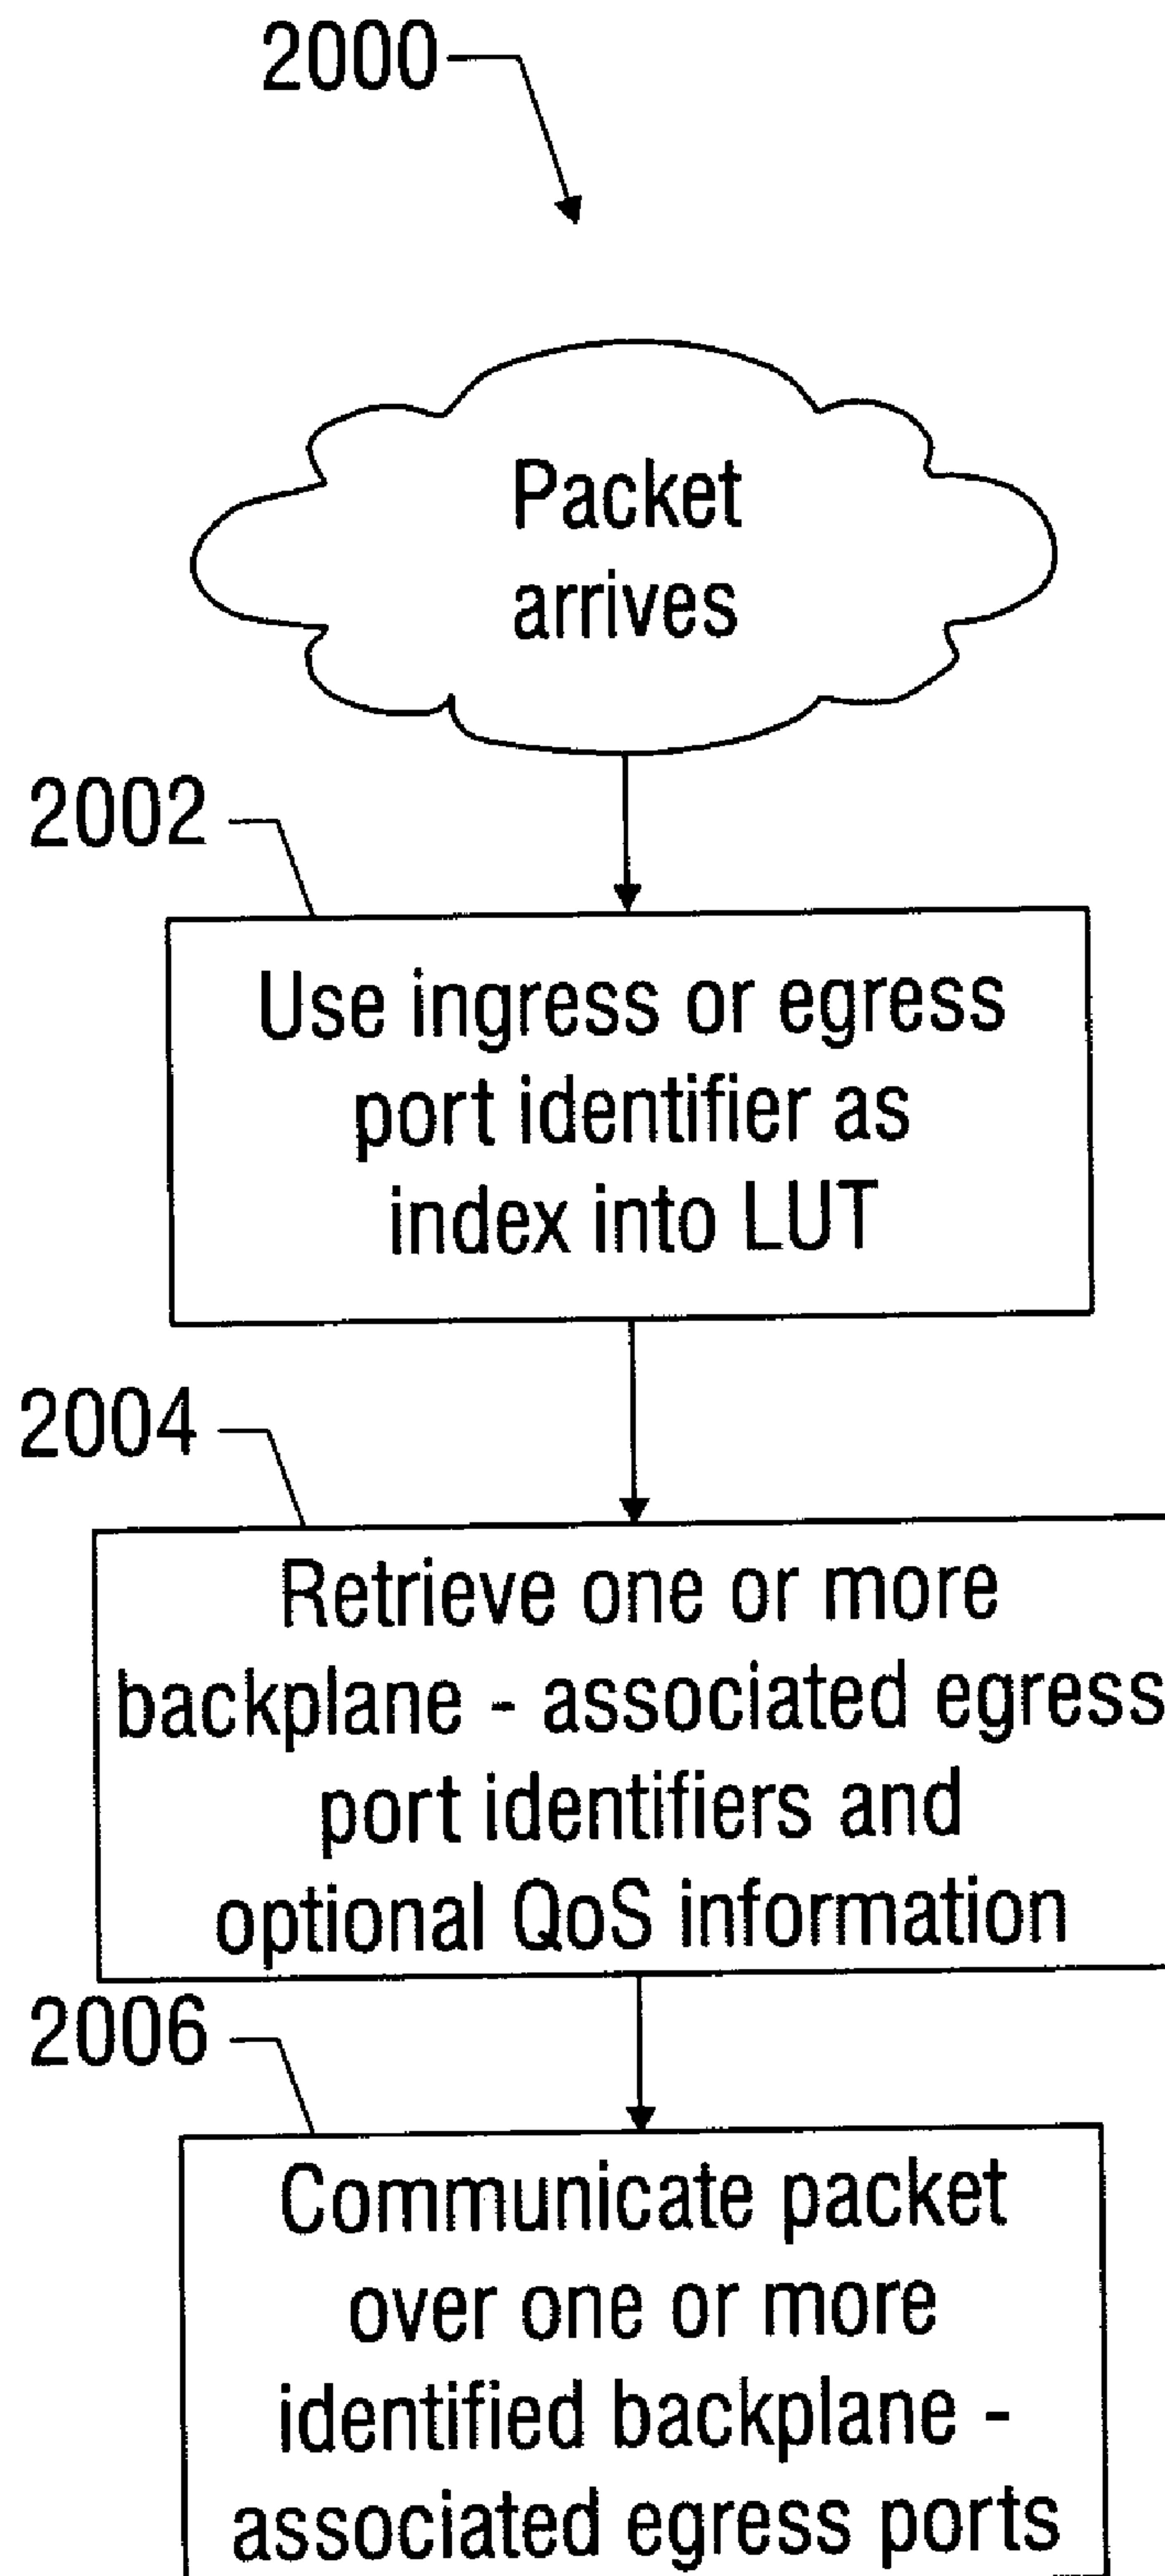 2000
Packet
arrives
2002
Use ingress or egress
port identifier as
index into LUT
2004
Retrieve one or more
backplane - associated egress
port identifiers and
optional QoS information
2006
Communicate packet
over one or more
identified backplane -
associated egress ports